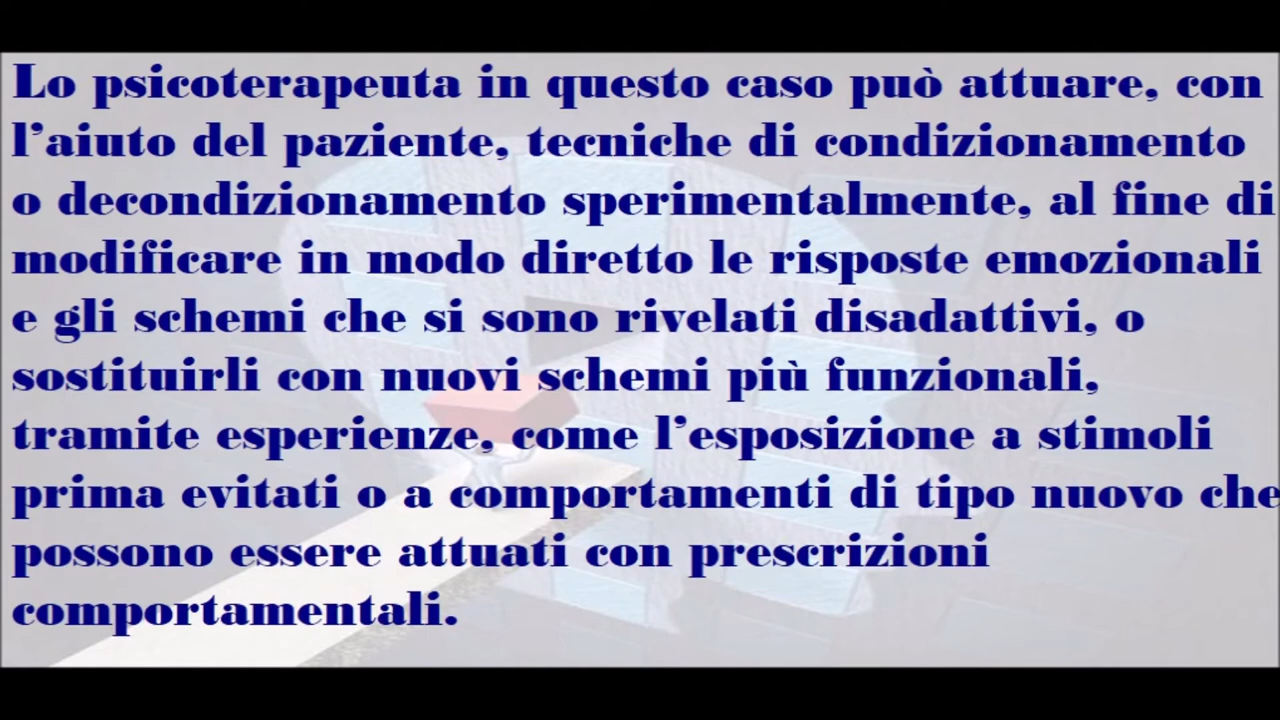 Lo psicoterapeuta in questo caso può attuare, con
l’aiuto del paziente, tecniche di condizionamento
o decondizionamento sperimentalmente, al fine di
modificare in modo diretto le risposte emozionali
e gli schemi che si sono rivelati disadattivi, o
sostituirli con nuovi schemi più funzionali,
tramite esperienze, come l’esposizione a stimoli
prima evitati o a comportamenti di tipo nuovo che
possono essere attuati con prescrizioni
comportamentali.